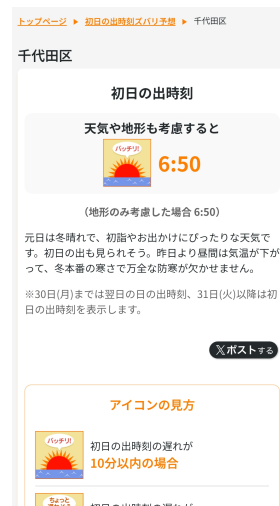 トップページ ▶ 初日の出時刻ズバリ予想 ▶ 千代田区
千代田区
初日の出時刻
天気や地形も考慮すると
バッチリ!
6:50
(地形のみ考慮した場合 6:50)
元日は冬晴れで、初詣やお出かけにぴったりな天気で
す。初日の出も見られそう。昨日より昼間は気温が下が
って、冬本番の寒さで万全な防寒が欠かせません。
※30日(月)までは翌日の日の出時刻、31日(火)以降は初
日の出時刻を表示します。
𝕏ポストする
アイコンの見方
バッチリ!
初日の出時刻の遅れが
10分以内の場合
ちょっと